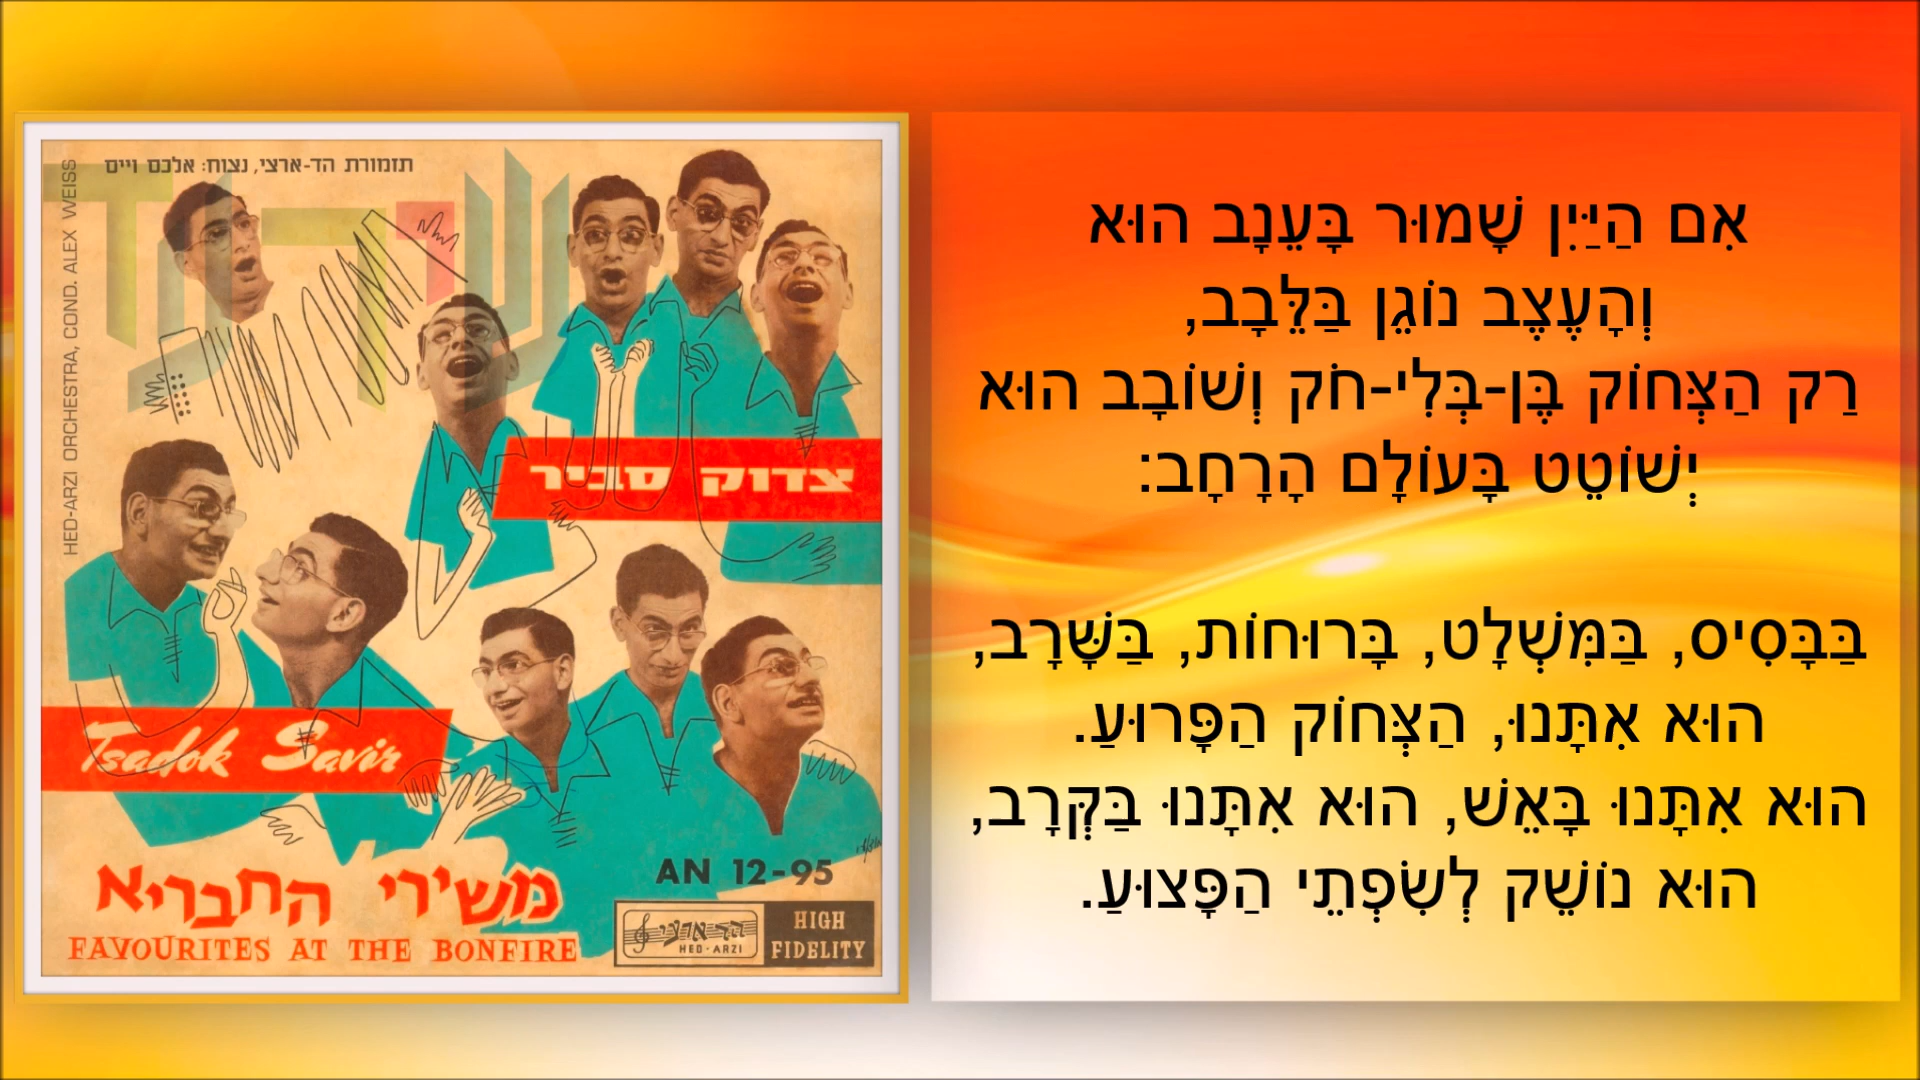 תזמורת הד-ארצי, נצוח: אלכס וייס
HED-ARZI ORCHESTRA, COND. ALEX WEISS
צדוק סביר
Tsadok Savir
משירי החבריא
FAVOURITES AT THE BONFIRE
AN 12-95
הד ארצי
HED-ARZI
HIGH
FIDELITY
אִם הַיַּיִן שָׁמוּר בָּעֵנָב הוּא
וְהָעֶצֶב נוֹגֵן בַּלֵּבָב,
רַק הַצְּחוֹק בֶּן-בְּלִי-חֹק וְשׁוֹבָב הוּא
יְשׁוֹטֵט בָּעוֹלָם הָרָחָב:
בַּבָּסִיס, בַּמִּשְׁלָט, בָּרוּחוֹת, בַּשָּׁרָב,
הוּא אִתָּנוּ, הַצְּחוֹק הַפָּרוּעַ.
הוּא אִתָּנוּ בָּאֵשׁ, הוּא אִתָּנוּ בַּקְּרָב,
הוּא נוֹשֵׁק לְשִׂפְתֵי הַפָּצוּעַ.